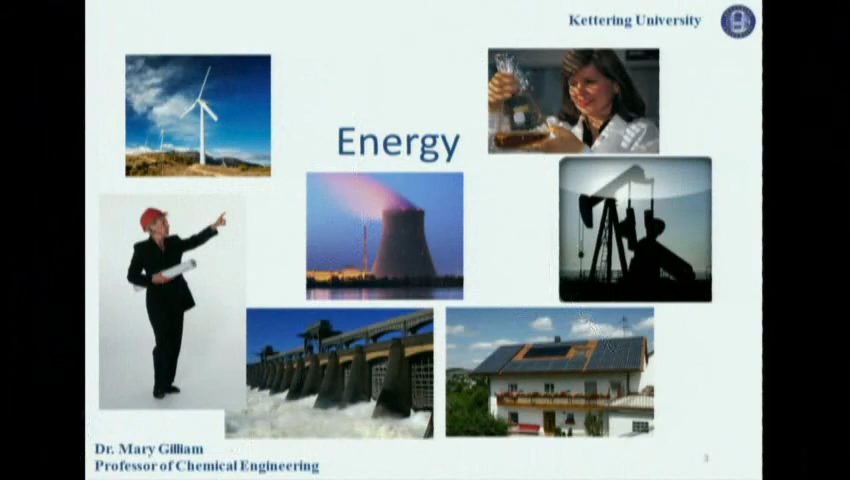 Kettering University
Energy
Dr. Mary Gilliam
Professor of Chemical Engineering
3